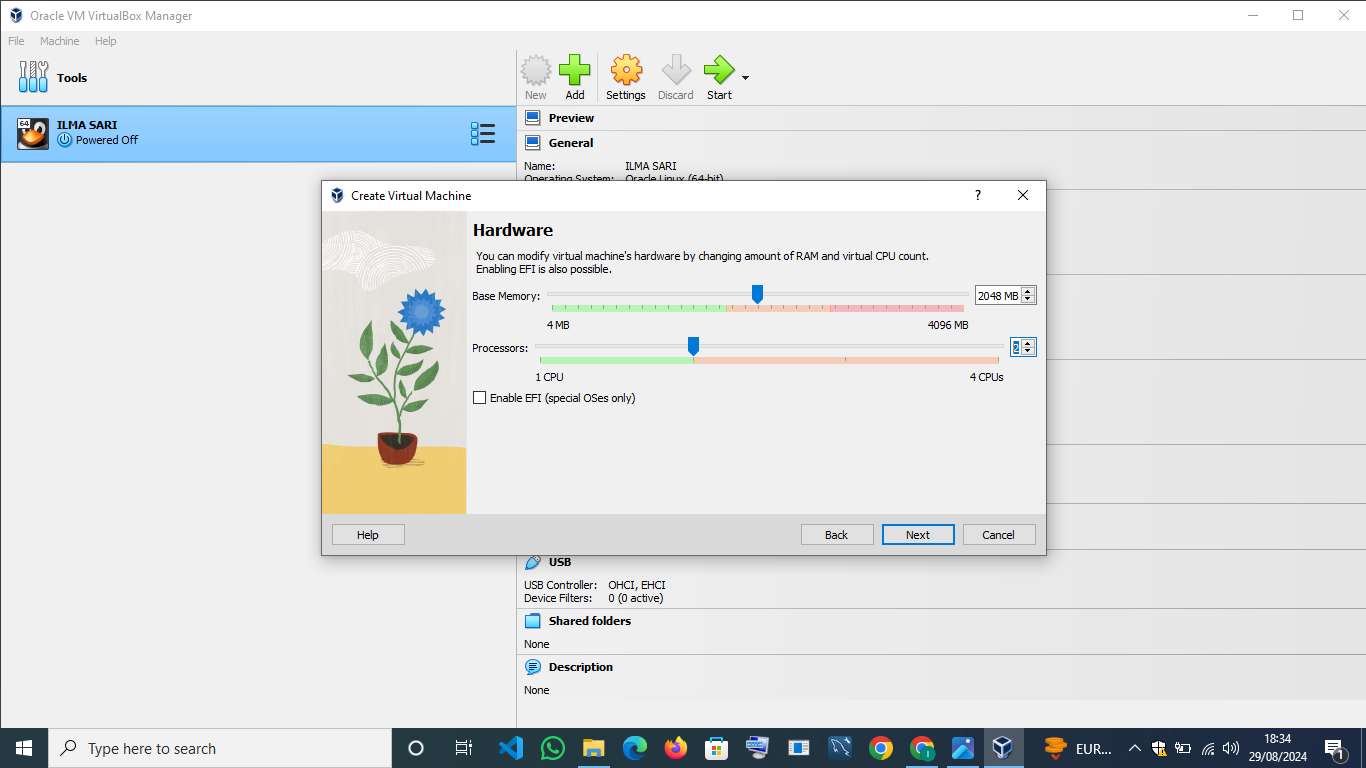 Oracle VM VirtualBox Manager
File Machine Help
Tools
New Add Settings Discard Start
64
ILMA SARI
Powered Off
Preview
General
Name: ILMA SARI
Operating System: Oracle Linux (64-bit)
Create Virtual Machine
?
Hardware
You can modify virtual machine's hardware by changing amount of RAM and virtual CPU count.
Enabling EFI is also possible.
Base Memory: 2048 MB
4 MB 4096 MB
Processors: 2
1 CPU 4 CPUs
Enable EFI (special OSes only)
Help Back Next Cancel
USB
USB Controller: OHCI, EHCI
Device Filters: 0 (0 active)
Shared folders
None
Description
None
Type here to search
EUR...
18:34
29/08/2024
1